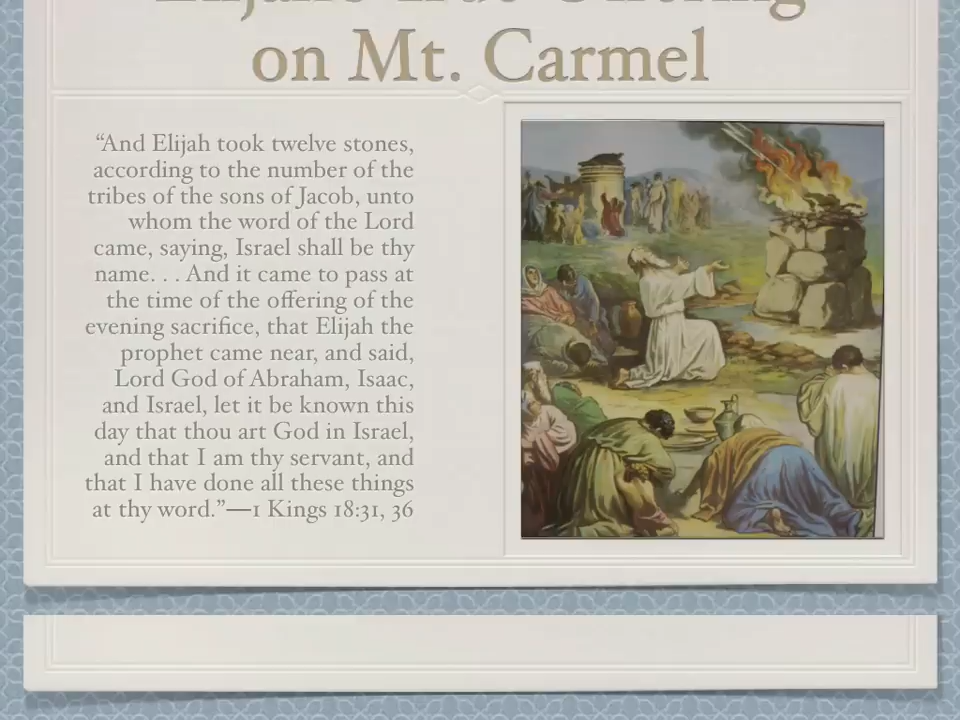 Elijah's True Offering
on Mt. Carmel
“And Elijah took twelve stones,
according to the number of the
tribes of the sons of Jacob, unto
whom the word of the Lord
came, saying, Israel shall be thy
name. . . And it came to pass at
the time of the offering of the
evening sacrifice, that Elijah the
prophet came near, and said,
Lord God of Abraham, Isaac,
and Israel, let it be known this
day that thou art God in Israel,
and that I am thy servant, and
that I have done all these things
at thy word.”—1 Kings 18:31, 36